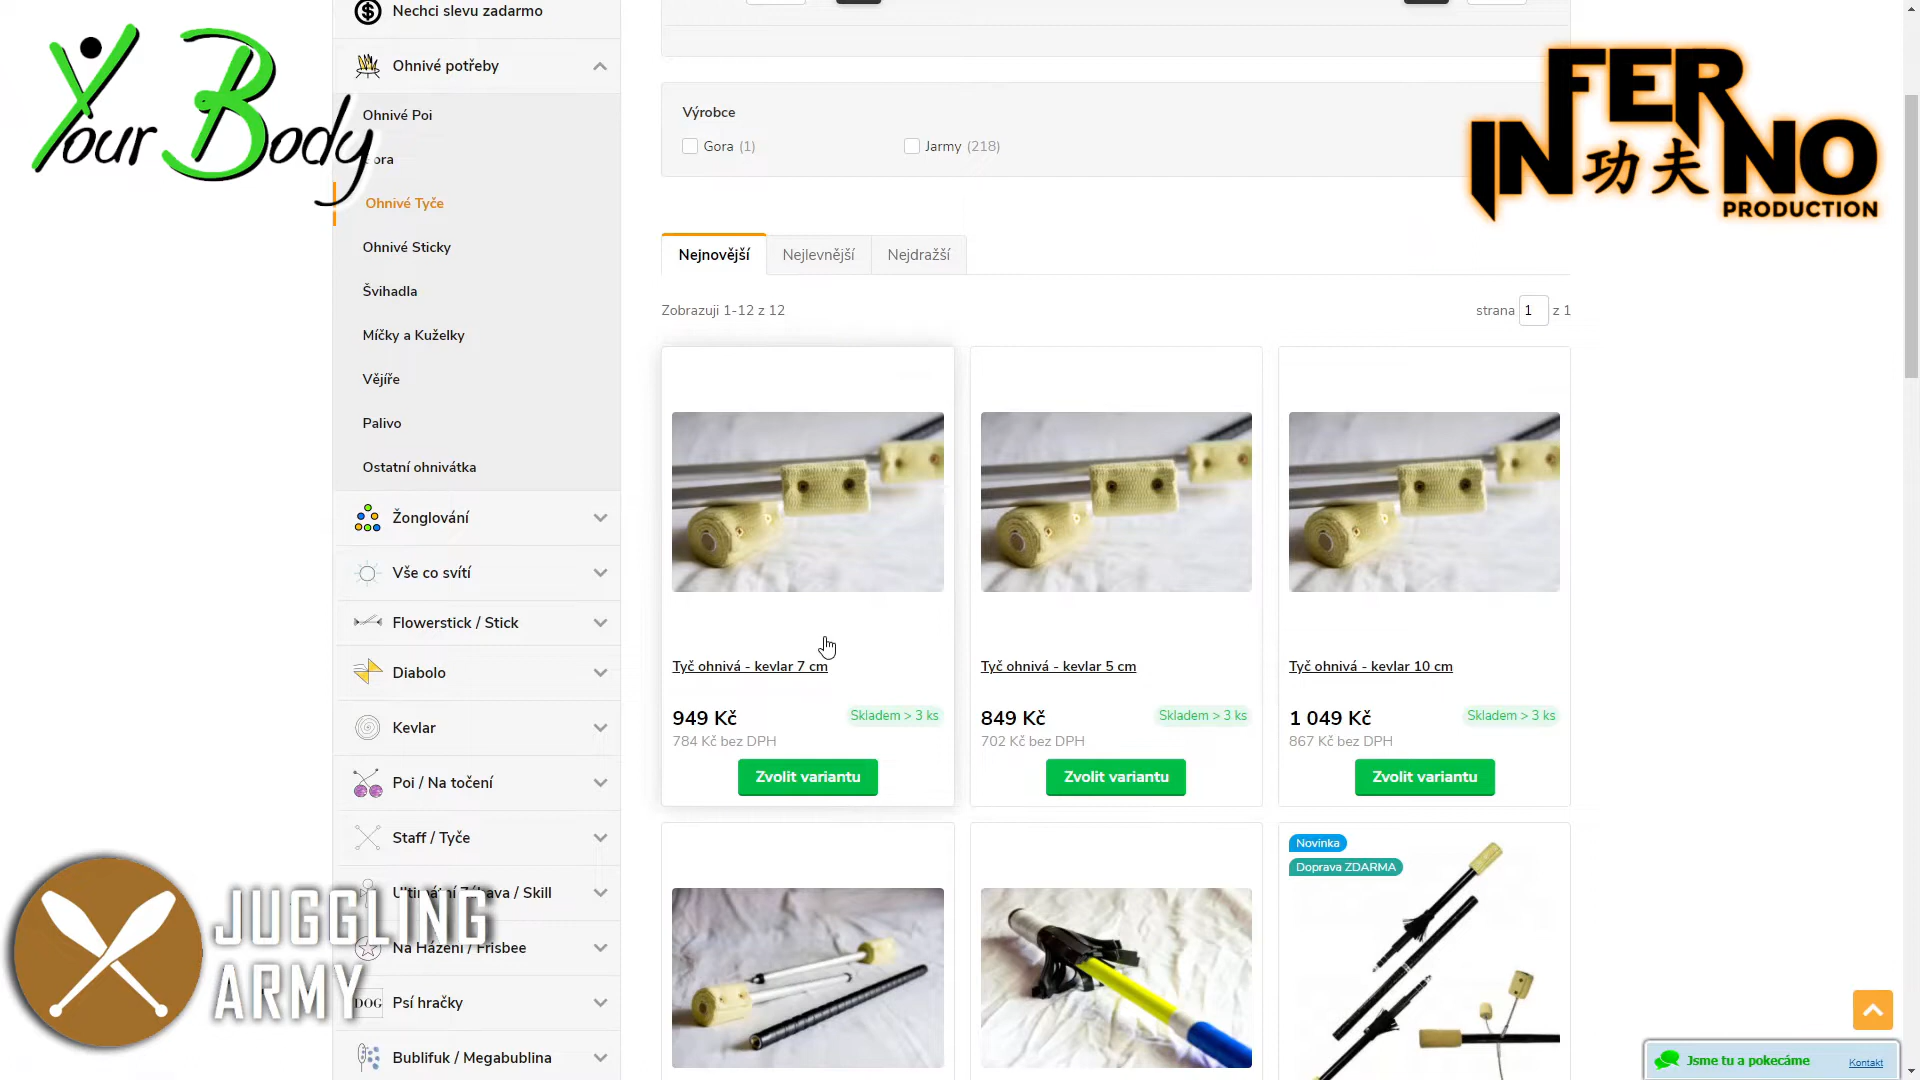 Nechci slevu zadarmo
Ohnivé potřeby
Ohnivé Poi
ora
Ohnivé Tyče
Ohnivé Sticky
Švihadla
Míčky a Kuželky
Vějíře
Palivo
Ostatní ohnivátka
Žonglování
Vše co svítí
Flowerstick / Stick
Diabolo
Kevlar
Poi / Na točení
Staff / Tyče
Ultimátní Zábava / Skill
Na Házení / Frisbee
DOG Psí hračky
Bublifuk / Megabublina
Your Body
JUGGLING
ARMY
Výrobce
Gora (1)
Jarmy (218)
Nejnovější
Nejlevnější
Nejdražší
Zobrazuji 1-12 z 12
strana 1 z 1
Tyč ohnivá - kevlar 7 cm
949 Kč
Skladem > 3 ks
784 Kč bez DPH
Zvolit variantu
Tyč ohnivá - kevlar 5 cm
849 Kč
Skladem > 3 ks
702 Kč bez DPH
Zvolit variantu
Tyč ohnivá - kevlar 10 cm
1 049 Kč
Skladem > 3 ks
867 Kč bez DPH
Zvolit variantu
Novinka
Doprava ZDARMA
INFERNO
功夫
PRODUCTION
Jsme tu a pokecáme
Kontakt